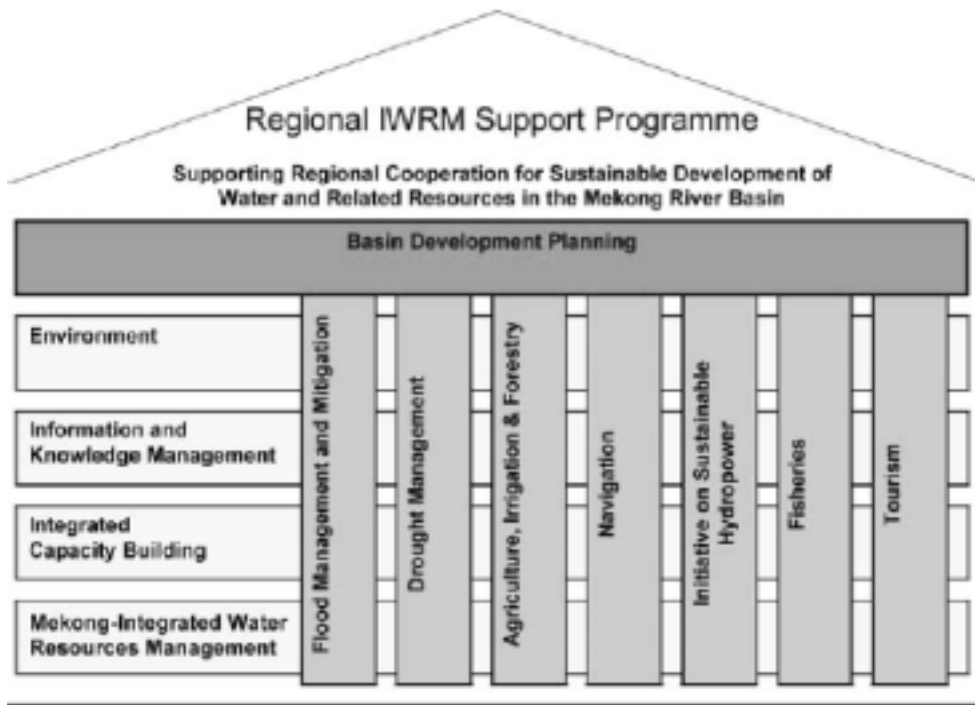 Regional IWRM Support Programme
Supporting Regional Cooperation for Sustainable Development of
Water and Related Resources in the Mekong River Basin
Basin Development Planning
Environment
Information and
Knowledge Management
Integrated
Capacity Building
Mekong-Integrated Water
Resources Management
Flood Management and Mitigation
Drought Management
Agriculture, Irrigation & Forestry
Navigation
Initiative on Sustainable
Hydropower
Fisheries
Tourism